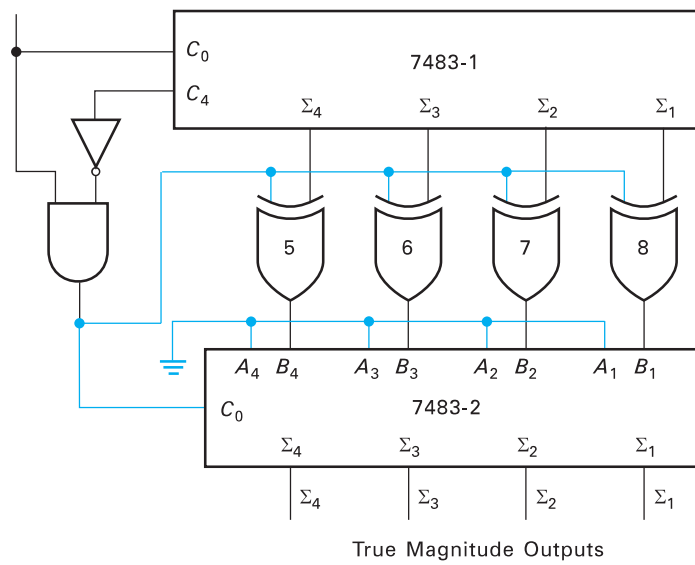 C₀ 7483-1
C₄ Σ₄ Σ₃ Σ₂ Σ₁
5 6 7 8
A₄ B₄ A₃ B₃ A₂ B₂ A₁ B₁
C₀ 7483-2
Σ₄ Σ₃ Σ₂ Σ₁
Σ₄ Σ₃ Σ₂ Σ₁
True Magnitude Outputs